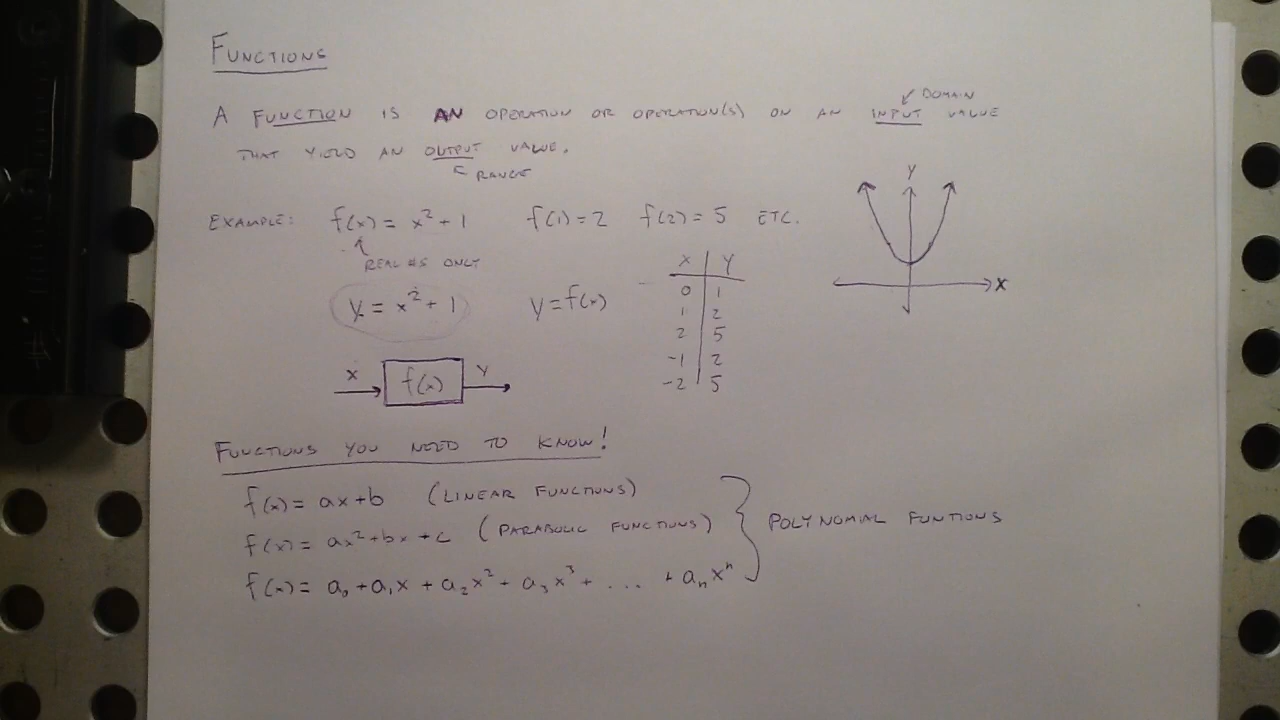 FUNCTIONS
DOMAIN
A FUNCTION IS AN OPERATION OR OPERATION(S) ON AN INPUT VALUE
THAT YIELD AN OUTPUT VALUE.
RANGE
EXAMPLE: f(x) = x² + 1 f(1) = 2 f(2) = 5 ETC.
REAL #S ONLY
y = x² + 1 y = f(x)
X Y
0 1
1 2
2 5
-1 2
-2 5
Y
X
X f(x) Y
FUNCTIONS YOU NEED TO KNOW!
f(x) = ax + b (LINEAR FUNCTIONS)
f(x) = ax² + bx + c (PARABOLIC FUNCTIONS) POLYNOMIAL FUNTIONS
f(x) = a₀ + a₁x + a₂x² + a₃x³ + .... + aₙxⁿ